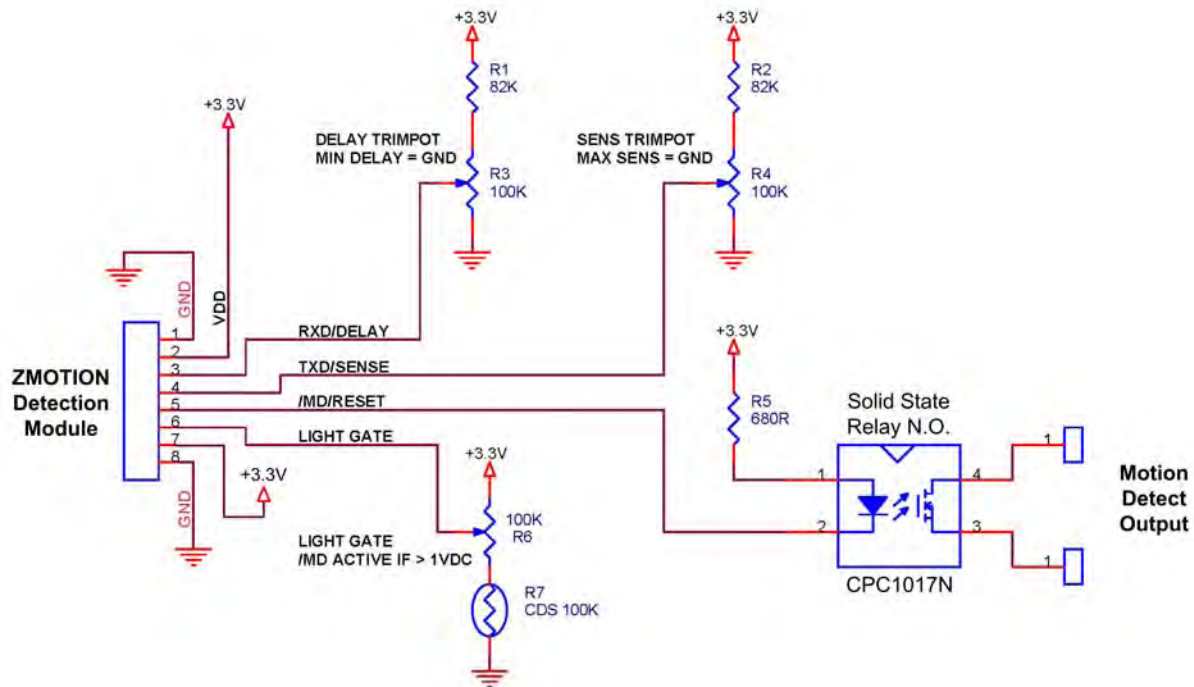 +3.3V
R1
82K
DELAY TRIMPOT
MIN DELAY = GND
R3
100K
+3.3V
R2
82K
SENS TRIMPOT
MAX SENS = GND
R4
100K
+3.3V
GND
VDD
ZMOTION
Detection
Module
1
2
3
4
5
6
7
8
RXD/DELAY
TXD/SENSE
/MD/RESET
LIGHT GATE
+3.3V
GND
+3.3V
100K
R6
LIGHT GATE
/MD ACTIVE IF > 1VDC
R7
CDS 100K
+3.3V
R5
680R
Solid State
Relay N.O.
1
2
4
3
CPC1017N
1
1
Motion
Detect
Output